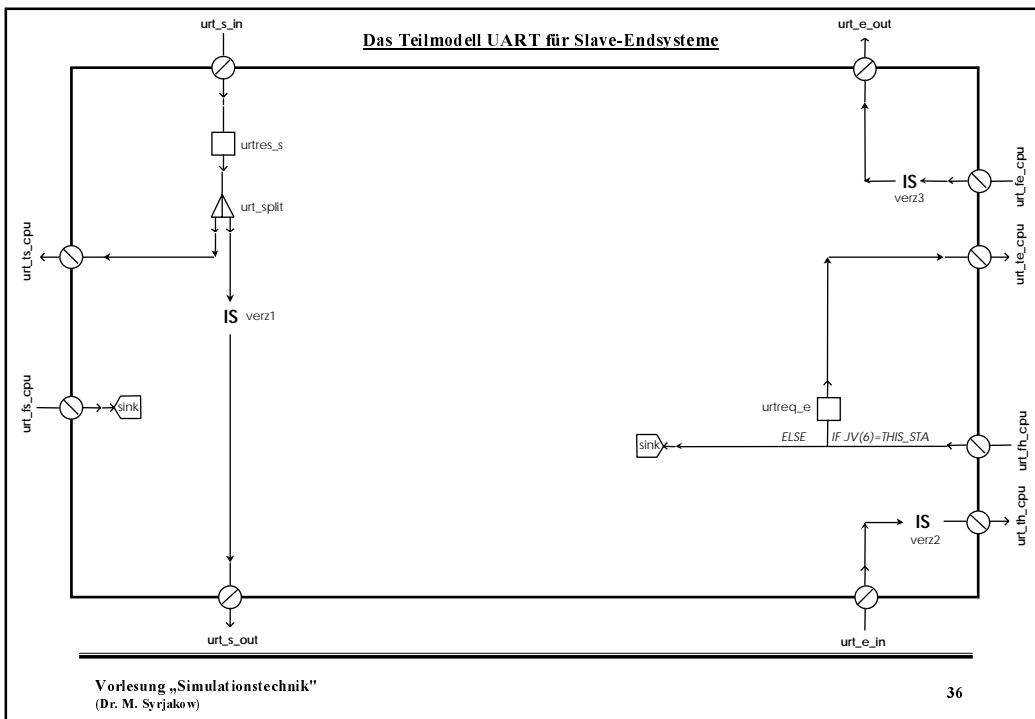 urt_s_in
urt_e_out
Das Teilmodell UART für Slave-Endsysteme
urtres_s
urt_fe_cpu
IS
verz3
urt_split
urt_ts_cpu
urt_te_cpu
IS verz1
urt_fs_cpu
sink
urtreq_e
sink
ELSE
IF JV(6)=THIS_STA
urt_fh_cpu
IS
verz2
urt_th_cpu
urt_s_out
urt_e_in
Vorlesung „Simulationstechnik"
(Dr. M. Syrjakow)
36